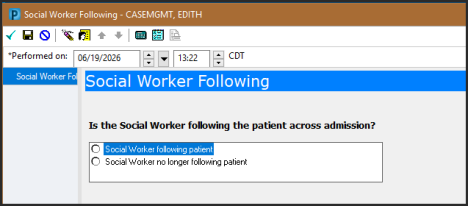 Social Worker Following - CASEMGMT, EDITH
*Performed on: 06/19/2026 13:22 CDT
Social Worker Fol
Social Worker Following
Is the Social Worker following the patient across admission?
Social Worker following patient
Social Worker no longer following patient